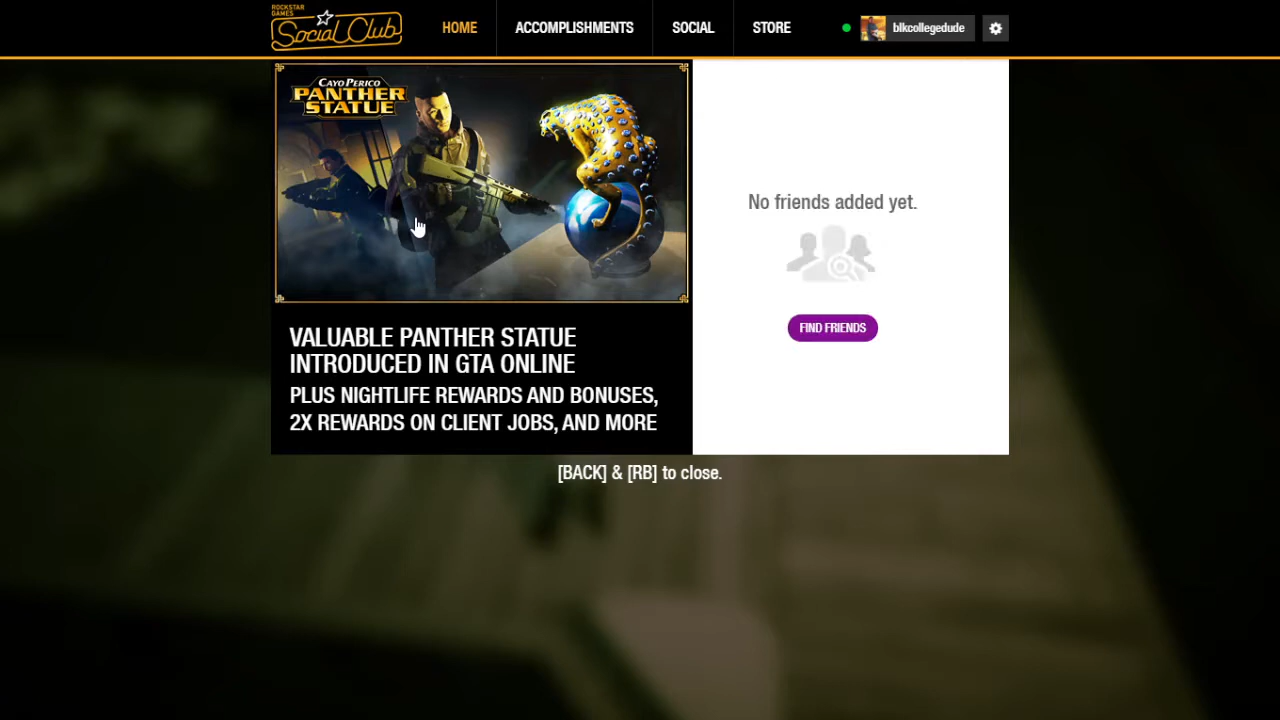 ROCKSTAR
GAMES
Social Club
HOME
ACCOMPLISHMENTS
SOCIAL
STORE
blkcollegedude
CAYO PERICO
PANTHER
STATUE
VALUABLE PANTHER STATUE
INTRODUCED IN GTA ONLINE
PLUS NIGHTLIFE REWARDS AND BONUSES,
2X REWARDS ON CLIENT JOBS, AND MORE
No friends added yet.
FIND FRIENDS
[BACK] & [RB] to close.